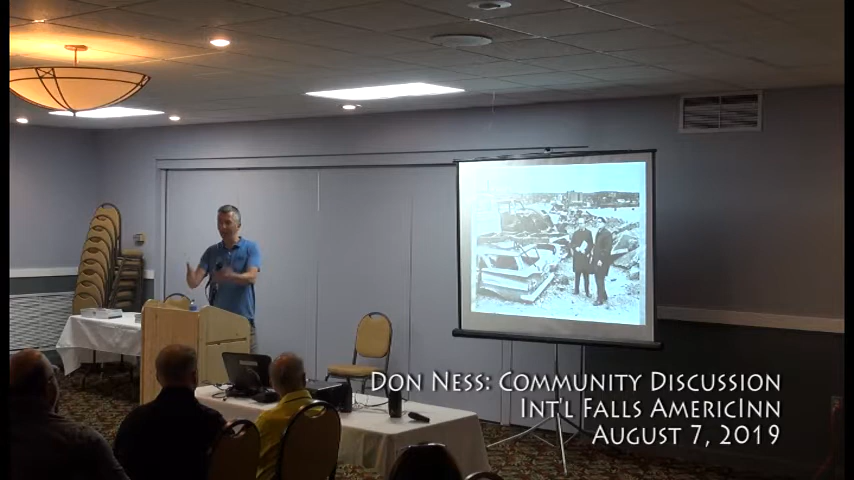 Don Ness: Community Discussion
Int'l Falls AmericInn
August 7, 2019